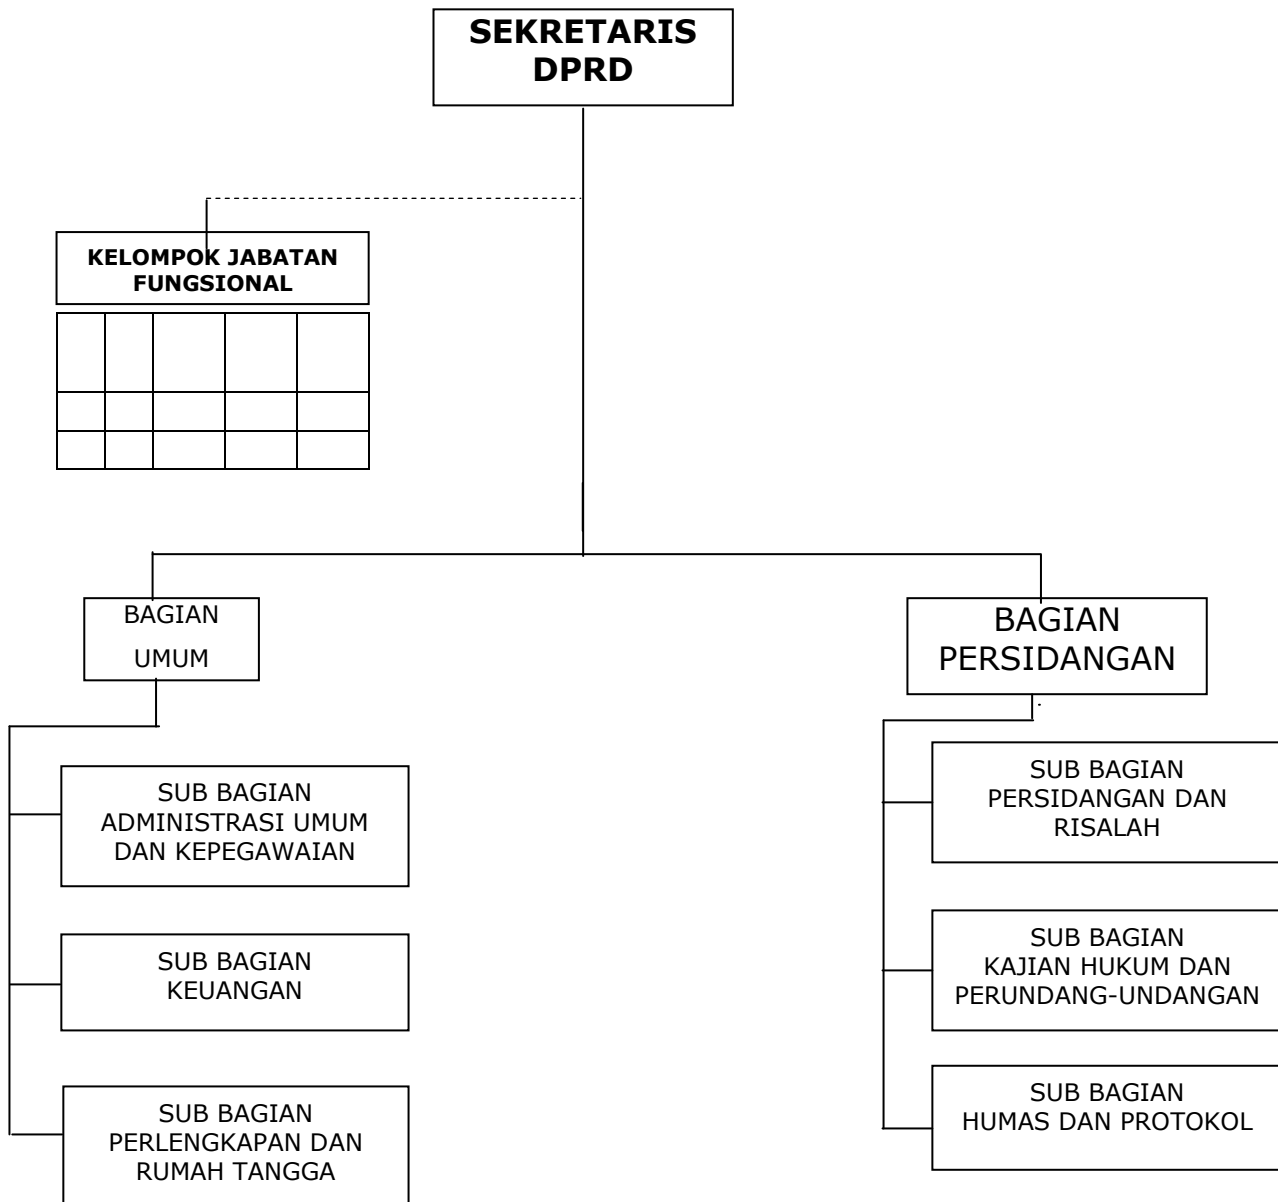 SEKRETARIS
DPRD
KELOMPOK JABATAN
FUNGSIONAL
BAGIAN
UMUM
BAGIAN
PERSIDANGAN
SUB BAGIAN
ADMINISTRASI UMUM
DAN KEPEGAWAIAN
SUB BAGIAN
KEUANGAN
SUB BAGIAN
PERLENGKAPAN DAN
RUMAH TANGGA
SUB BAGIAN
PERSIDANGAN DAN
RISALAH
SUB BAGIAN
KAJIAN HUKUM DAN
PERUNDANG-UNDANGAN
SUB BAGIAN
HUMAS DAN PROTOKOL